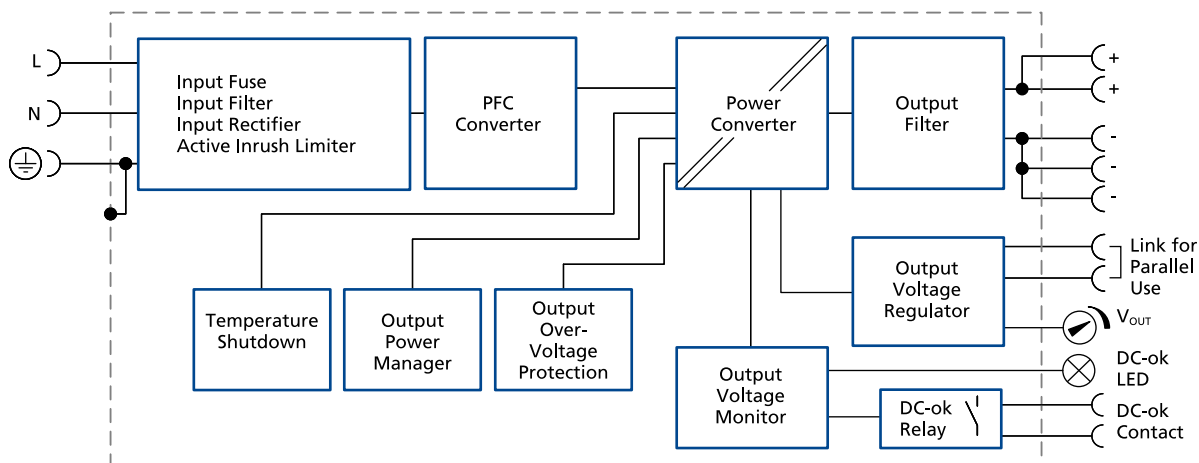 L
N
Input Fuse
Input Filter
Input Rectifier
Active Inrush Limiter
PFC
Converter
Power
Converter
Output
Filter
+
+
-
-
-
Temperature
Shutdown
Output
Power
Manager
Output
Over-
Voltage
Protection
Output
Voltage
Regulator
Link for
Parallel
Use
VOUT
Output
Voltage
Monitor
DC-ok
LED
DC-ok
Relay
DC-ok
Contact